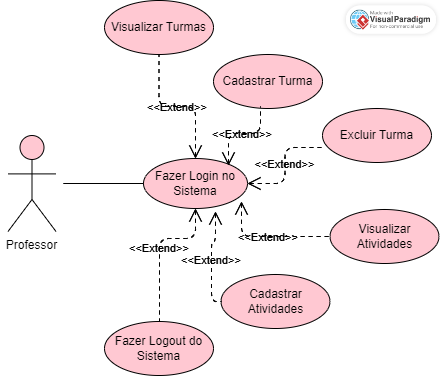 Made with
Visual Paradigm
For non-commercial use
Visualizar Turmas
Cadastrar Turma
<<Extend>>
<<Extend>>
Excluir Turma
<<Extend>>
Fazer Login no
Sistema
Professor
Visualizar
Atividades
<<Extend>>
<<Extend>>
<<Extend>>
Cadastrar
Atividades
Fazer Logout do
Sistema